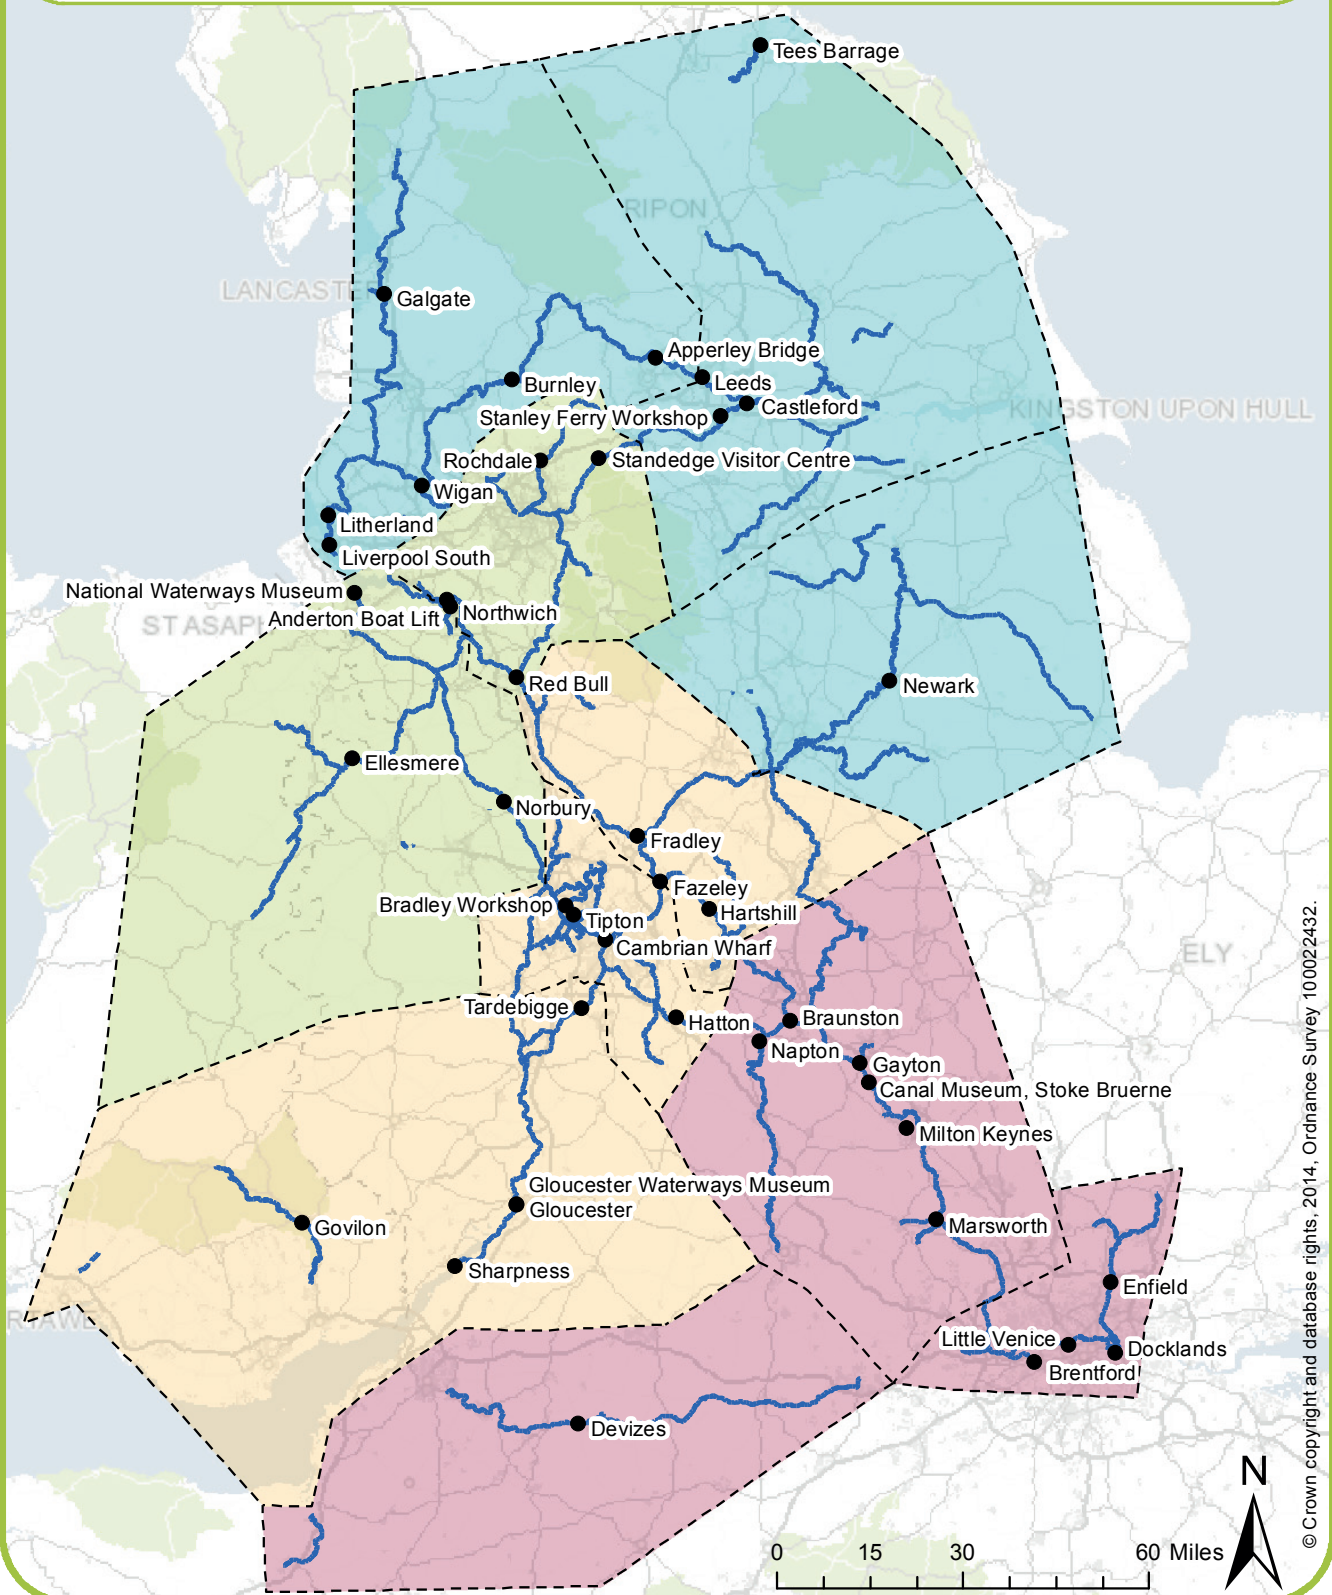 Tees Barrage
RIPON
LANCASTE
Galgate
Apperley Bridge
Leeds
Burnley
Castleford
KINGSTON UPON HULL
Stanley Ferry Workshop
Rochdale
Standedge Visitor Centre
Wigan
Litherland
Liverpool South
National Waterways Museum
ST ASAPH
Anderton Boat Lift
Northwich
Red Bull
Newark
Ellesmere
Norbury
Fradley
Fazeley
Bradley Workshop
Hartshill
Tipton
Cambrian Wharf
ELY
Tardebigge
Hatton
Braunston
Napton
Gayton
Canal Museum, Stoke Bruerne
Milton Keynes
Gloucester Waterways Museum
Gloucester
Govilon
Marsworth
Sharpness
Enfield
Little Venice
Docklands
Brentford
Devizes
N
0 15 30 60 Miles
© Crown copyright and database rights, 2014, Ordnance Survey 100022432.